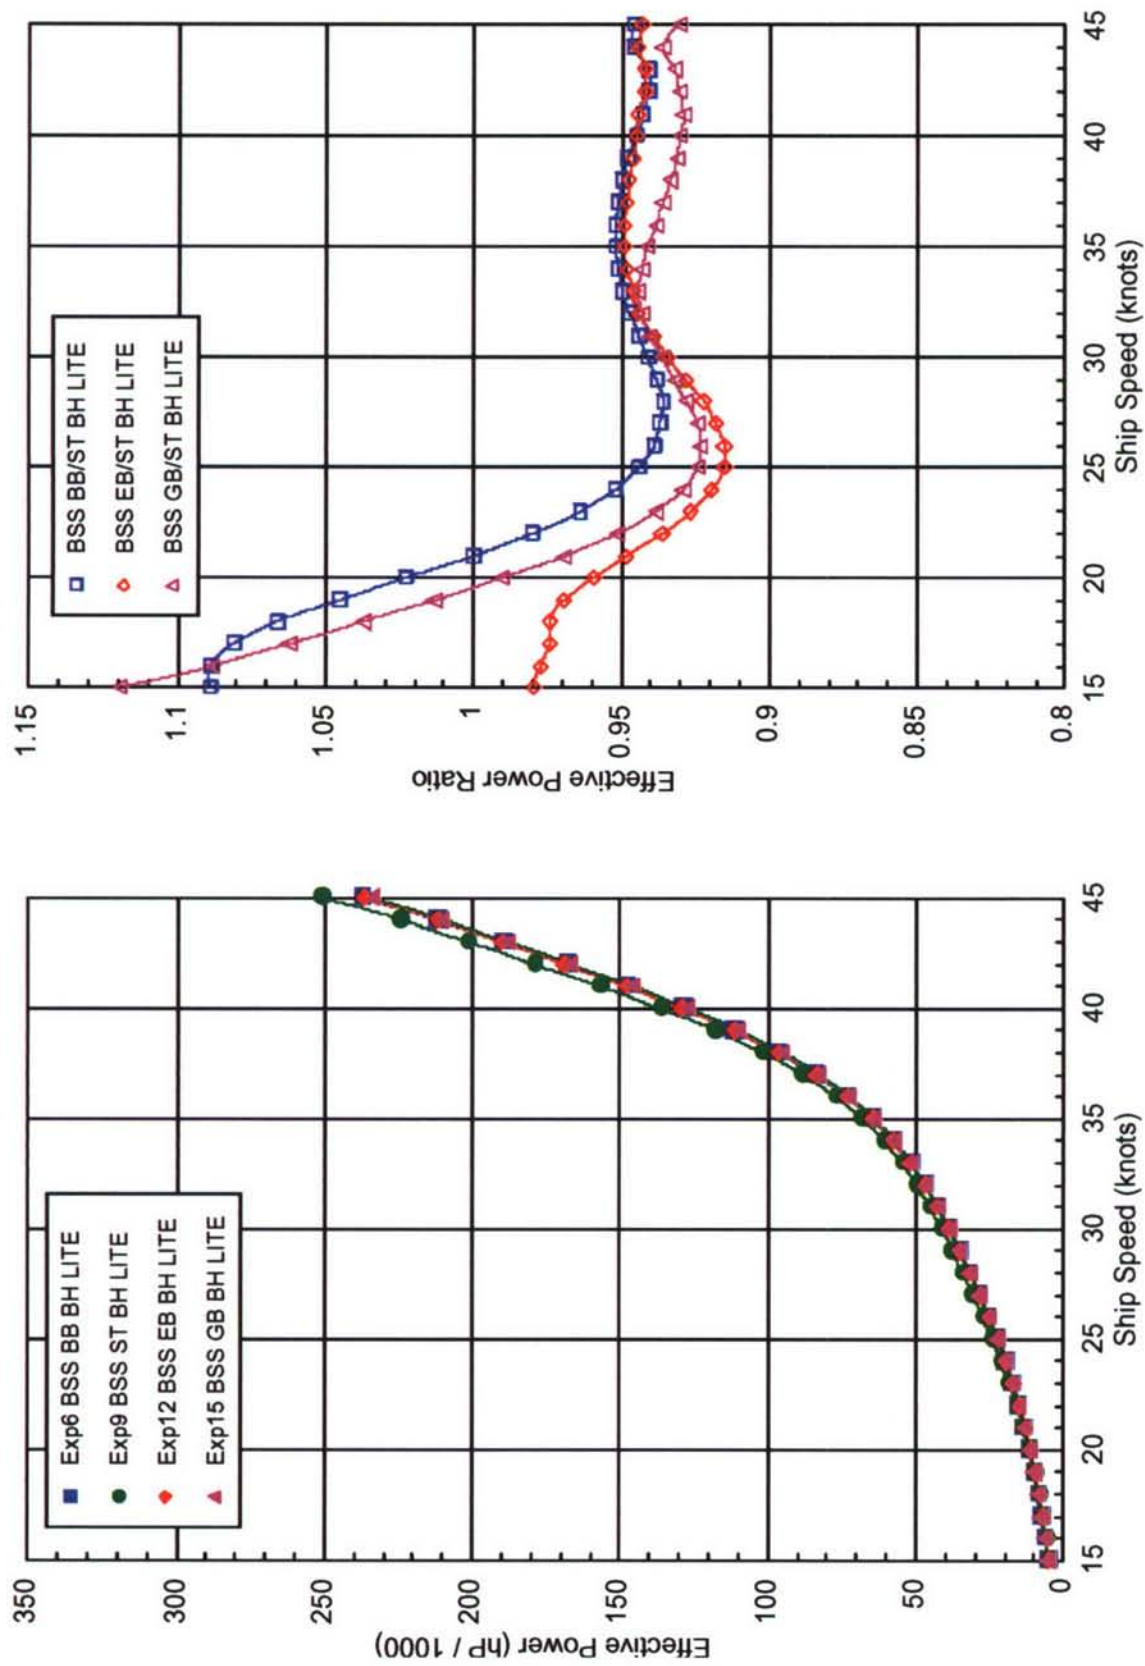 Effective Power (hP / 1000)
350
300
250
200
150
100
50
0
Exp6 BSS BB BH LITE
Exp9 BSS ST BH LITE
Exp12 BSS EB BH LITE
Exp15 BSS GB BH LITE
15
20
25
30
35
40
45
Ship Speed (knots)
Effective Power Ratio
1.15
1.1
1.05
1
0.95
0.9
0.85
0.8
BSS BB/ST BH LITE
BSS EB/ST BH LITE
BSS GB/ST BH LITE
15
20
25
30
35
40
45
Ship Speed (knots)